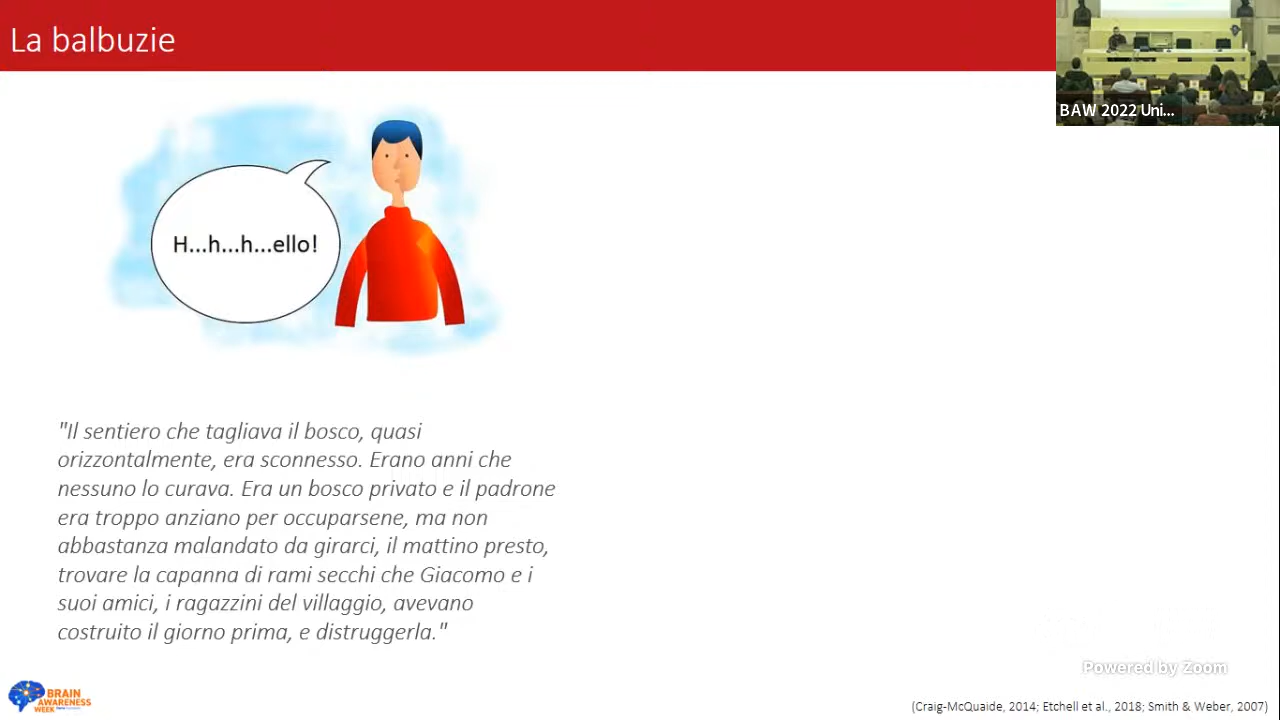 La balbuzie
BAW 2022 Uni...
H...h...h...ello!
"Il sentiero che tagliava il bosco, quasi
orizzontalmente, era sconnesso. Erano anni che
nessuno lo curava. Era un bosco privato e il padrone
era troppo anziano per occuparsene, ma non
abbastanza malandato da girarci, il mattino presto,
trovare la capanna di rami secchi che Giacomo e i
suoi amici, i ragazzini del villaggio, avevano
costruito il giorno prima, e distruggerla."
Powered by Zoom
BRAIN
AWARENESS
WEEK
(Craig-McQuaide, 2014; Etchell et al., 2018; Smith & Weber, 2007)